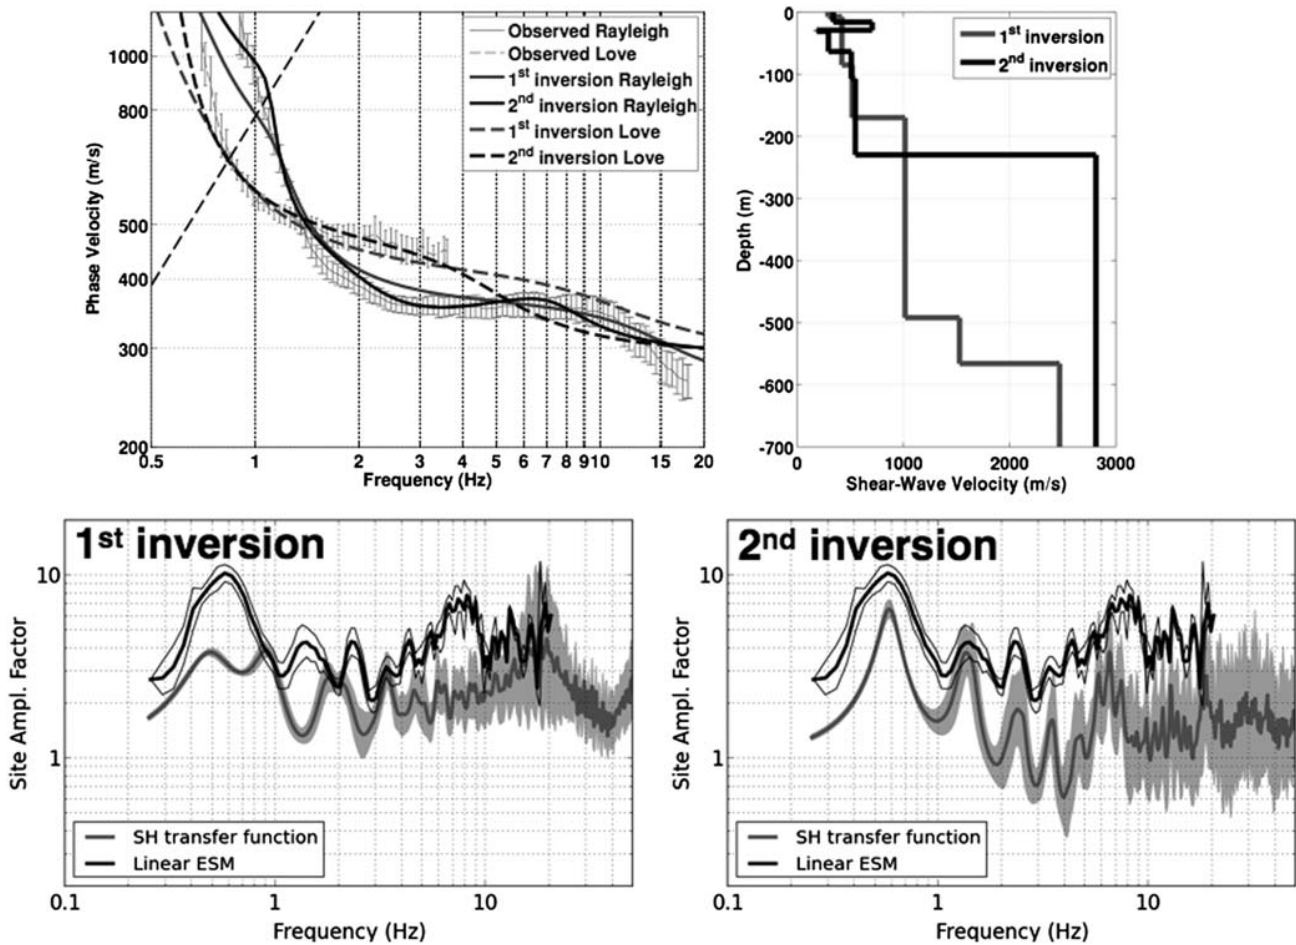 1000
800
500
400
300
200
Phase Velocity (m/s)
Observed Rayleigh
Observed Love
1st inversion Rayleigh
2nd inversion Rayleigh
1st inversion Love
2nd inversion Love
0.5 1 2 3 4 5 6 7 8 9 10 15 20
Frequency (Hz)
0
-100
-200
-300
-400
-500
-600
-700
Depth (m)
1st inversion
2nd inversion
0 1000 2000 3000
Shear-Wave Velocity (m/s)
1st inversion
10
1
Site Ampl. Factor
SH transfer function
Linear ESM
0.1 1 10
Frequency (Hz)
2nd inversion
10
1
Site Ampl. Factor
SH transfer function
Linear ESM
0.1 1 10
Frequency (Hz)